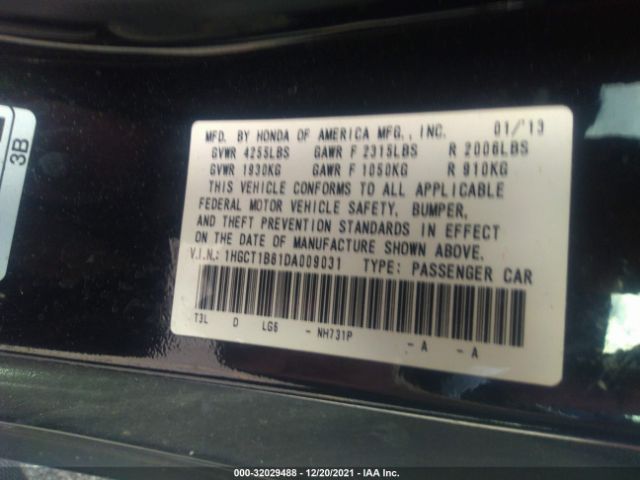 MFD. BY HONDA OF AMERICA MFG., INC. 01/'13
GVWR 4255LBS GAWR F 2315LBS R 2006LBS
GVWR 1930KG GAWR F 1050KG R 910KG
THIS VEHICLE CONFORMS TO ALL APPLICABLE
FEDERAL MOTOR VEHICLE SAFETY, BUMPER,
AND THEFT PREVENTION STANDARDS IN EFFECT
ON THE DATE OF MANUFACTURE SHOWN ABOVE.
V.I.N.: 1HGCT1B61DA009031 TYPE: PASSENGER CAR
T3L D LG6 - NH731P - A - A
3B
000-32029488 - 12/20/2021 - IAA Inc.